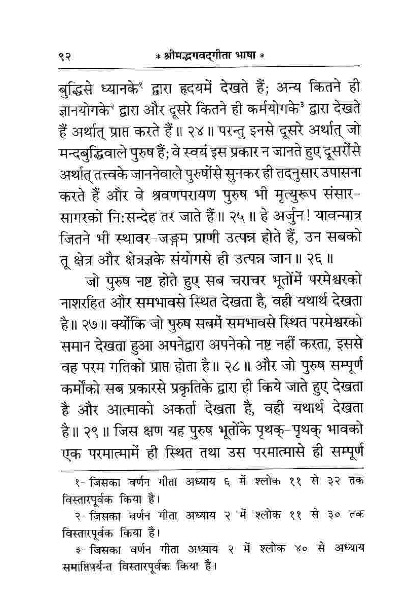 ९२ * श्रीमद्भगवद्‌गीता भाषा *
बुद्धिसे ध्यानके¹ द्वारा हृदयमें देखते हैं; अन्य कितने ही
ज्ञानयोगके² द्वारा और दूसरे कितने ही कर्मयोगके³ द्वारा देखते
हैं अर्थात् प्राप्त करते हैं॥ २४॥ परन्तु इनसे दूसरे अर्थात् जो
मन्दबुद्धिवाले पुरुष हैं; वे स्वयं इस प्रकार न जानते हुए दूसरोंसे
अर्थात् तत्त्वके जाननेवाले पुरुषोंसे सुनकर ही तदनुसार उपासना
करते हैं और वे श्रवणपरायण पुरुष भी मृत्युरूप संसार-
सागरको नि:सन्देह तर जाते हैं॥ २५॥ हे अर्जुन! यावन्मात्र
जितने भी स्थावर-जङ्गम प्राणी उत्पन्न होते हैं, उन सबको
तू क्षेत्र और क्षेत्रज्ञके संयोगसे ही उत्पन्न जान॥ २६॥
जो पुरुष नष्ट होते हुए सब चराचर भूतोंमें परमेश्वरको
नाशरहित और समभावसे स्थित देखता है, वही यथार्थ देखता
है॥ २७॥ क्योंकि जो पुरुष सबमें समभावसे स्थित परमेश्वरको
समान देखता हुआ अपनेद्वारा अपनेको नष्ट नहीं करता, इससे
वह परम गतिको प्राप्त होता है॥ २८॥ और जो पुरुष सम्पूर्ण
कर्मोंको सब प्रकारसे प्रकृतिके द्वारा ही किये जाते हुए देखता
है और आत्माको अकर्ता देखता है, वही यथार्थ देखता
है॥ २९॥ जिस क्षण यह पुरुष भूतोंके पृथक्-पृथक् भावको
एक परमात्मामें ही स्थित तथा उस परमात्मासे ही सम्पूर्ण
१- जिसका वर्णन गीता अध्याय ६ में श्लोक ११ से ३२ तक
विस्तारपूर्वक किया है।
२- जिसका वर्णन गीता अध्याय २ में श्लोक ११ से ३० तक
विस्तारपूर्वक किया है।
३- जिसका वर्णन गीता अध्याय २ में श्लोक ४० से अध्याय
समाप्तिपर्यन्त विस्तारपूर्वक किया है।